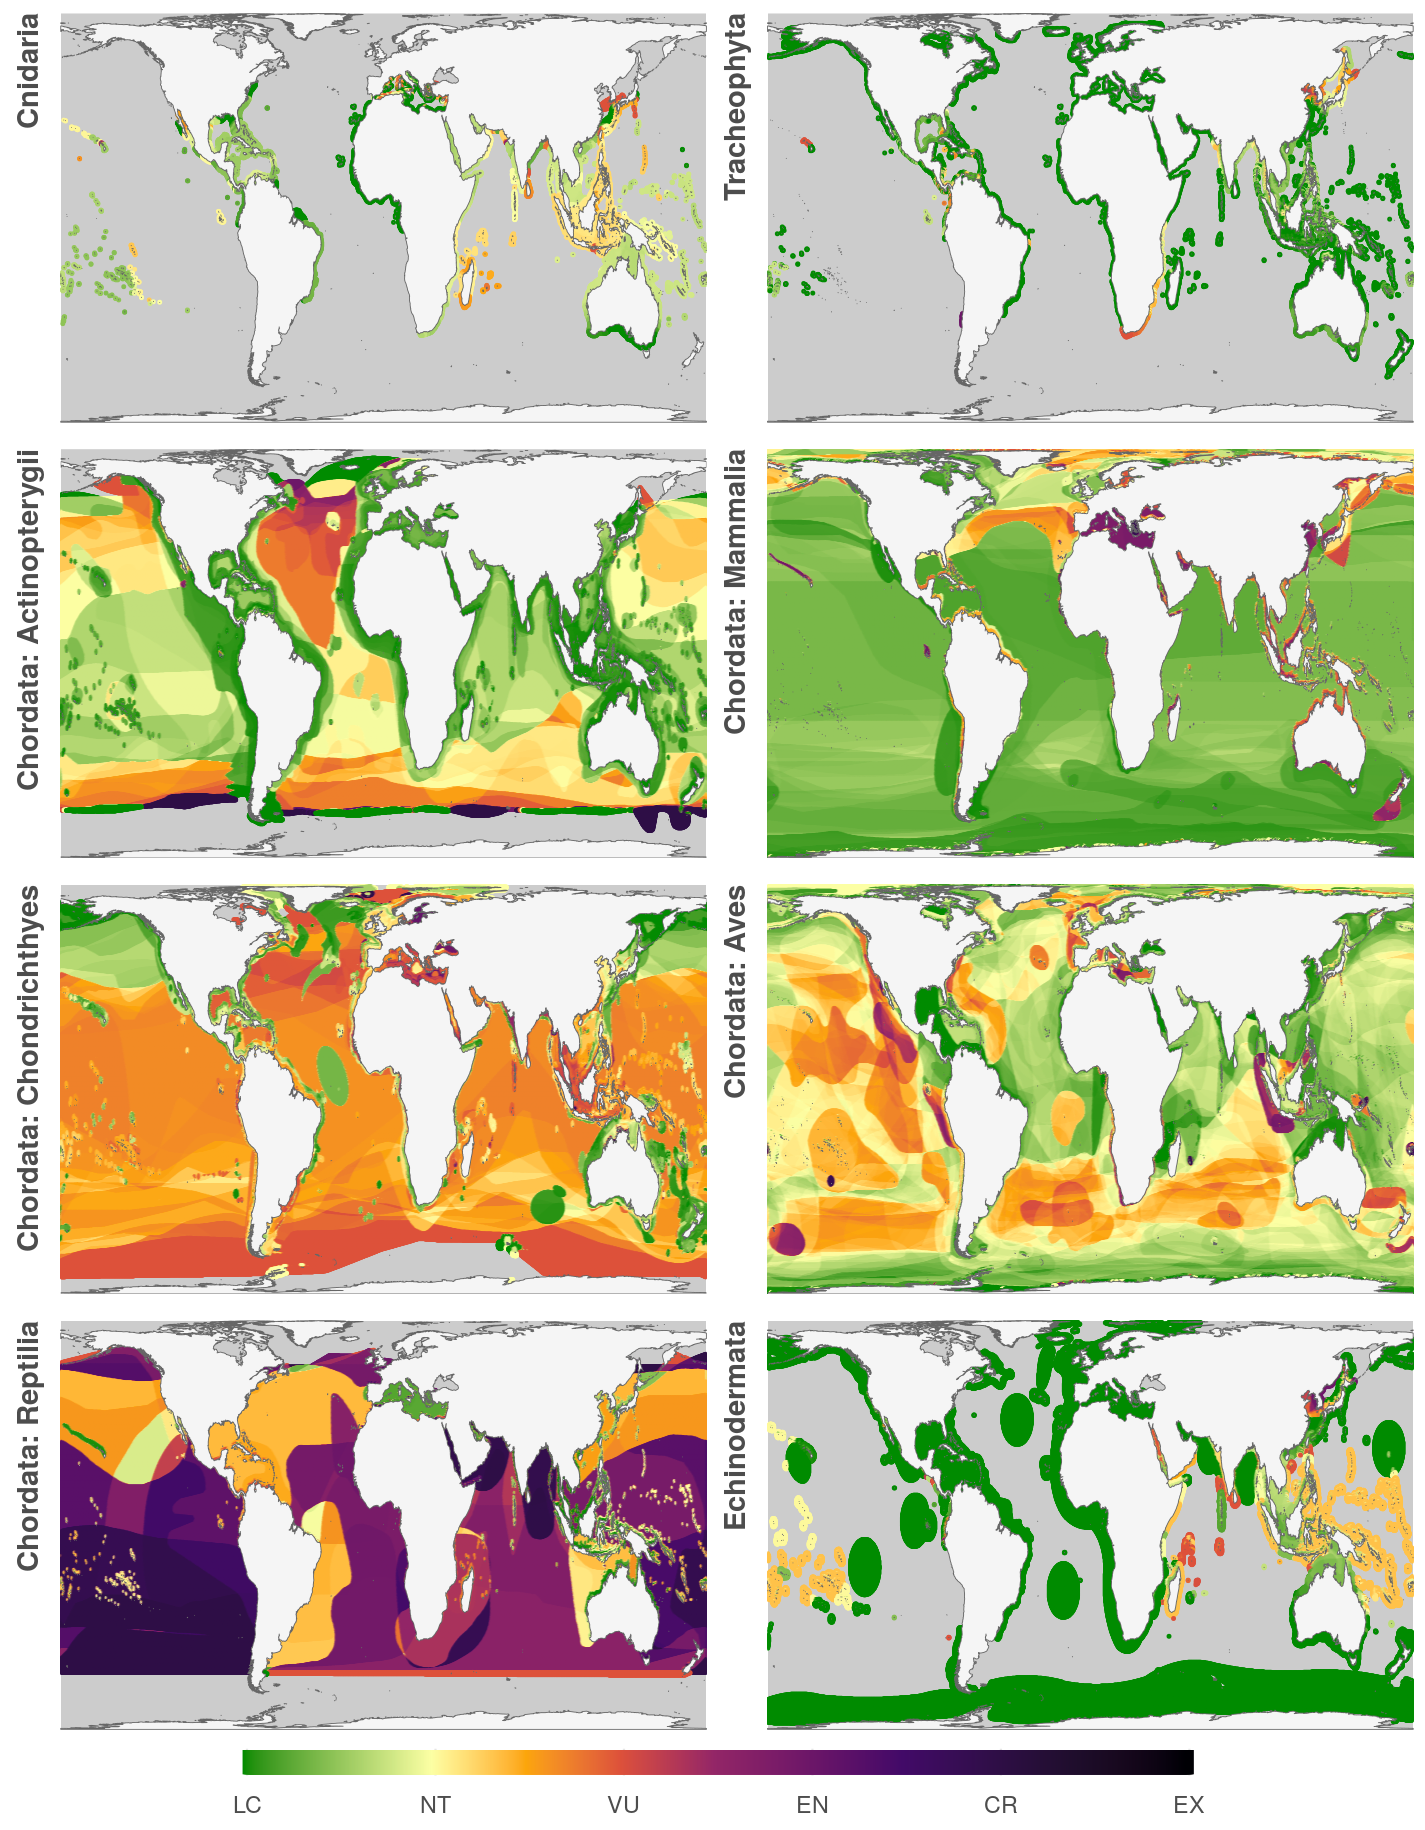 Cnidaria
Tracheophyta
Chordata: Actinopterygii
Chordata: Mammalia
Chordata: Chondrichthyes
Chordata: Aves
Chordata: Reptilia
Echinodermata
LC NT VU EN CR EX